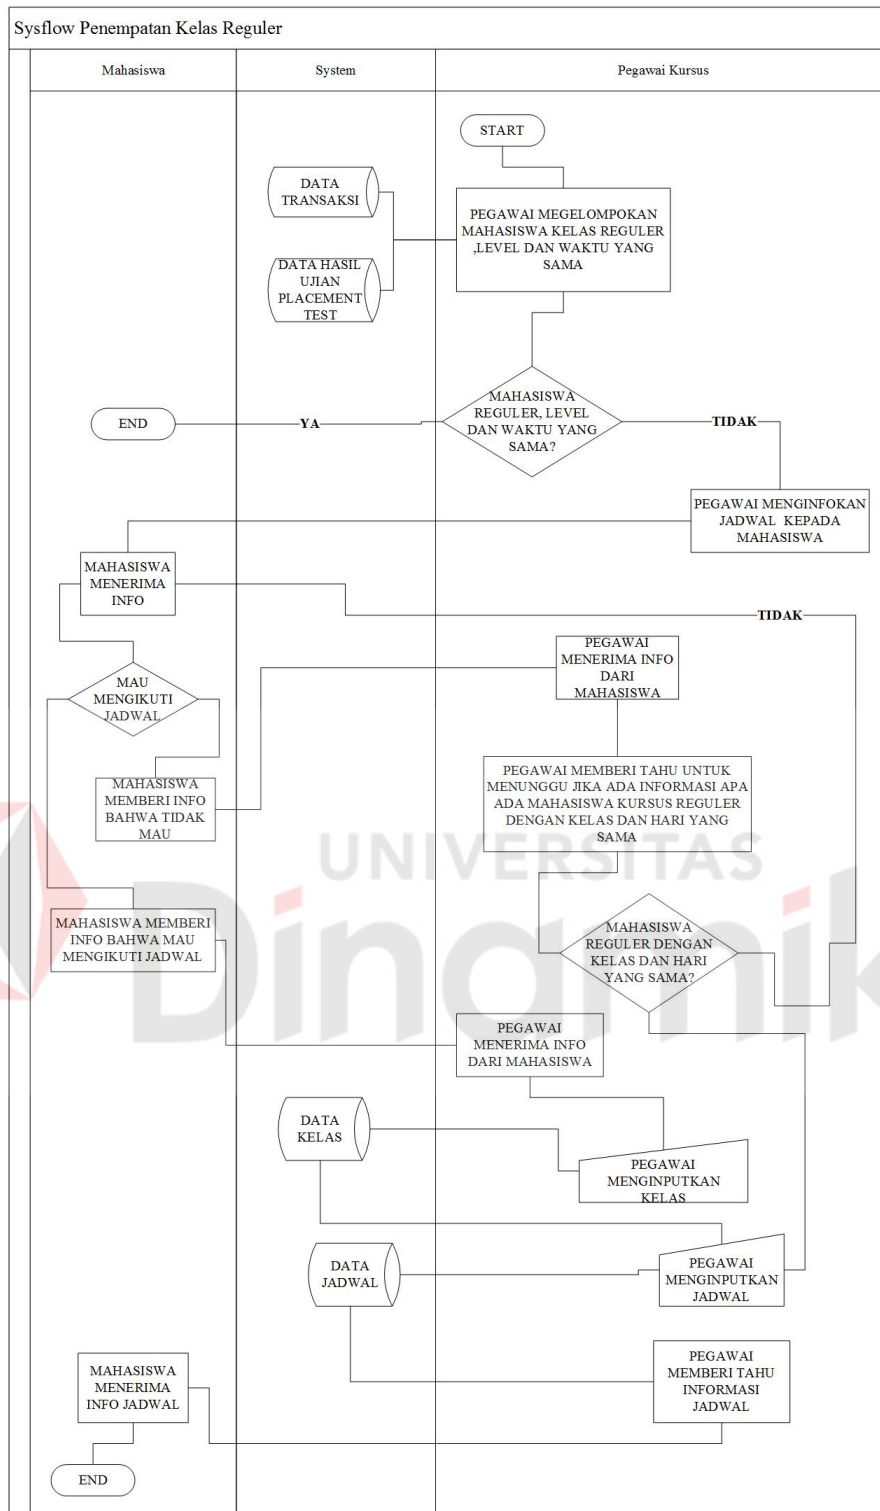 Sysflow Penempatan Kelas Reguler
Mahasiswa
System
Pegawai Kursus
START
DATA
TRANSAKSI
PEGAWAI MEGELOMPOKAN
MAHASISWA KELAS REGULER
,LEVEL DAN WAKTU YANG
SAMA
DATA HASIL
UJIAN
PLACEMENT
TEST
MAHASISWA
REGULER, LEVEL
DAN WAKTU YANG
SAMA?
END
YA
TIDAK
PEGAWAI MENGINFOKAN
JADWAL KEPADA
MAHASISWA
MAHASISWA
MENERIMA
INFO
TIDAK
PEGAWAI
MENERIMA INFO
DARI
MAHASISWA
MAU
MENGIKUTI
JADWAL
MAHASISWA
MEMBERI INFO
BAHWA TIDAK
MAU
PEGAWAI MEMBERI TAHU UNTUK
MENUNGGU JIKA ADA INFORMASI APA
ADA MAHASISWA KURSUS REGULER
DENGAN KELAS DAN HARI YANG
SAMA
UNIVERSITAS
Dinamik
MAHASISWA MEMBERI
INFO BAHWA MAU
MENGIKUTI JADWAL
MAHASISWA
REGULER DENGAN
KELAS DAN HARI
YANG SAMA?
PEGAWAI
MENERIMA INFO
DARI MAHASISWA
DATA
KELAS
PEGAWAI
MENGINPUTKAN
KELAS
DATA
JADWAL
PEGAWAI
MENGINPUTKAN
JADWAL
PEGAWAI
MEMBERI TAHU
INFORMASI
JADWAL
MAHASISWA
MENERIMA
INFO JADWAL
END